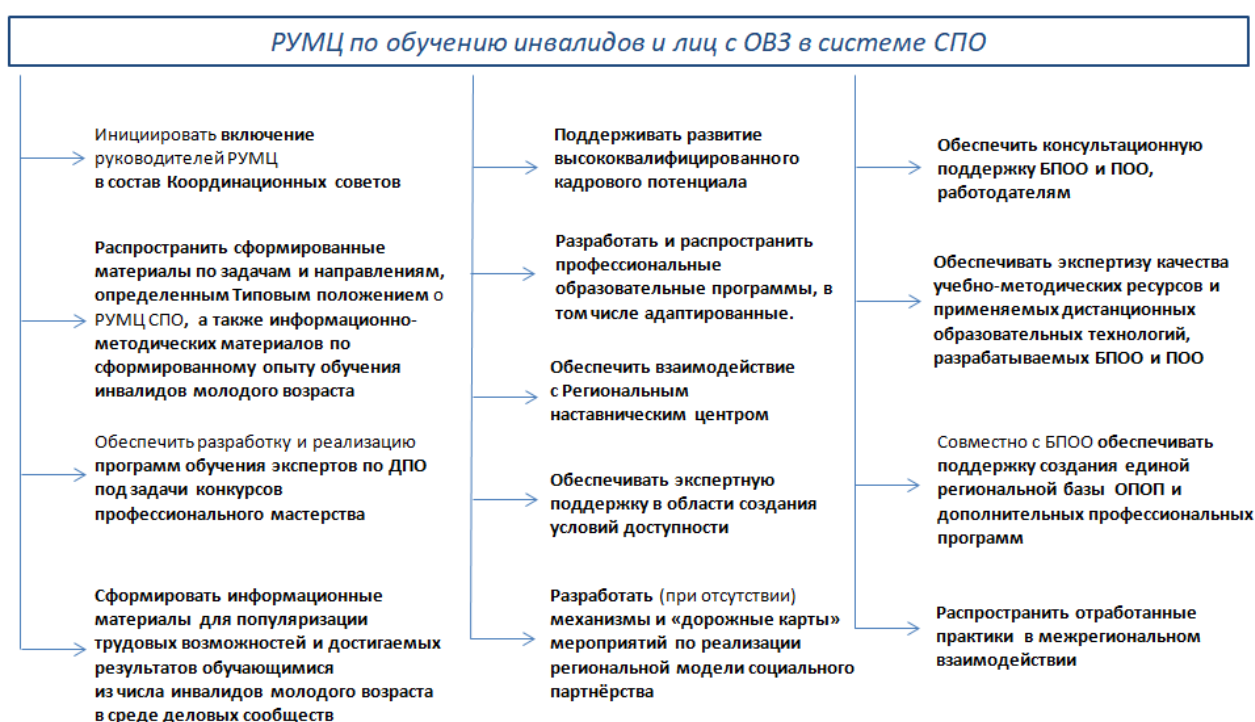 РУМЦ по обучению инвалидов и лиц с ОВЗ в системе СПО
Инициировать включение
руководителей РУМЦ
в состав Координационных советов
Распространить сформированные
материалы по задачам и направлениям,
определенным Типовым положением о
РУМЦ СПО, а также информационно-
методических материалов по
сформированному опыту обучения
инвалидов молодого возраста
Обеспечить разработку и реализацию
программ обучения экспертов по ДПО
под задачи конкурсов
профессионального мастерства
Сформировать информационные
материалы для популяризации
трудовых возможностей и достигаемых
результатов обучающимися
из числа инвалидов молодого возраста
в среде деловых сообществ
Поддерживать развитие
высококвалифицированного
кадрового потенциала
Разработать и распространить
профессиональные
образовательные программы, в
том числе адаптированные.
Обеспечить взаимодействие
с Региональным
наставническим центром
Обеспечивать экспертную
поддержку в области создания
условий доступности
Разработать (при отсутствии)
механизмы и «дорожные карты»
мероприятий по реализации
региональной модели социального
партнёрства
Обеспечить консультационную
поддержку БПОО и ПОО,
работодателям
Обеспечивать экспертизу качества
учебно-методических ресурсов и
применяемых дистанционных
образовательных технологий,
разрабатываемых БПОО и ПОО
Совместно с БПОО обеспечивать
поддержку создания единой
региональной базы ОПОП и
дополнительных профессиональных
программ
Распространить отработанные
практики в межрегиональном
взаимодействии